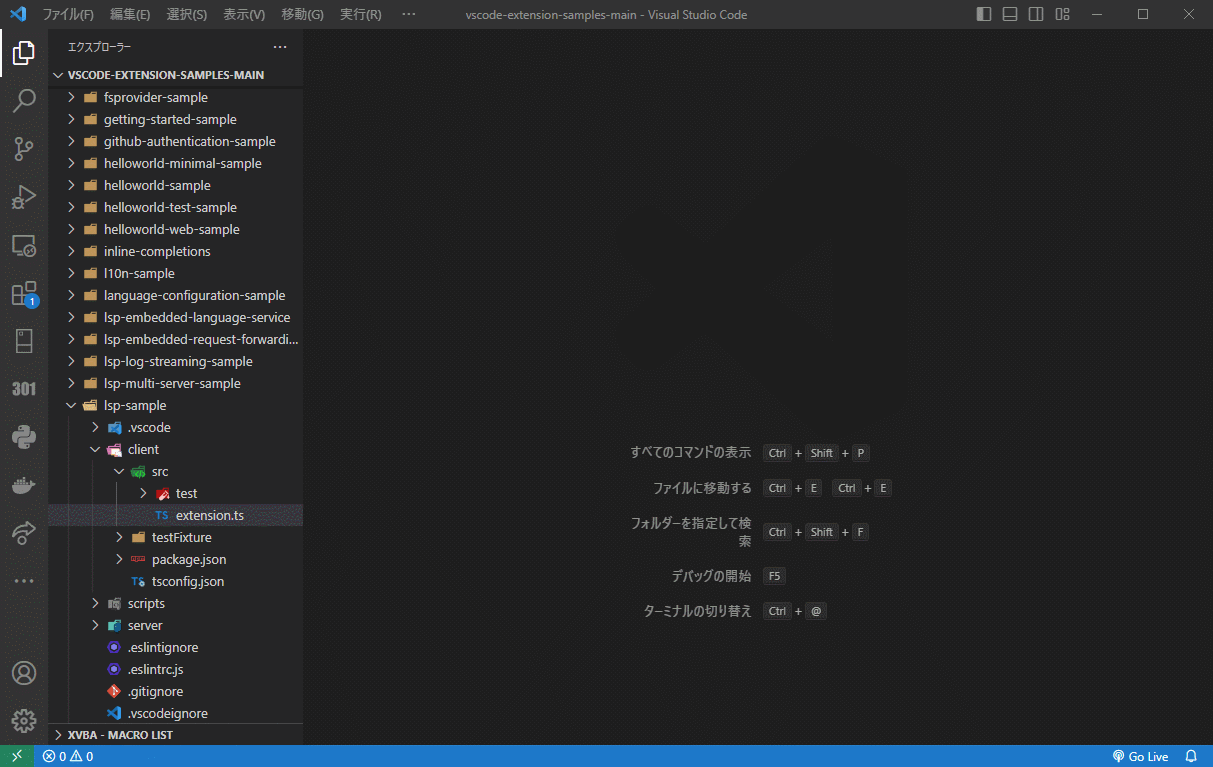 ファイル(F) 編集(E) 選択(S) 表示(V) 移動(G) 実行(R) ··· vscode-extension-samples-main - Visual Studio Code
エクスプローラー ···
VSCODE-EXTENSION-SAMPLES-MAIN
fsprovider-sample
getting-started-sample
github-authentication-sample
helloworld-minimal-sample
helloworld-sample
helloworld-test-sample
helloworld-web-sample
inline-completions
l10n-sample
language-configuration-sample
lsp-embedded-language-service
lsp-embedded-request-forwardi...
lsp-log-streaming-sample
lsp-multi-server-sample
lsp-sample
.vscode
client
src
test
TS extension.ts
testFixture
package.json
TS tsconfig.json
scripts
server
.eslintignore
.eslintrc.js
.gitignore
.vscodeignore
XVBA - MACRO LIST
1
301
すべてのコマンドの表示 Ctrl + Shift + P
ファイルに移動する Ctrl + E Ctrl + E
フォルダーを指定して検
索 Ctrl + Shift + F
デバッグの開始 F5
ターミナルの切り替え Ctrl + @
0 0 Go Live